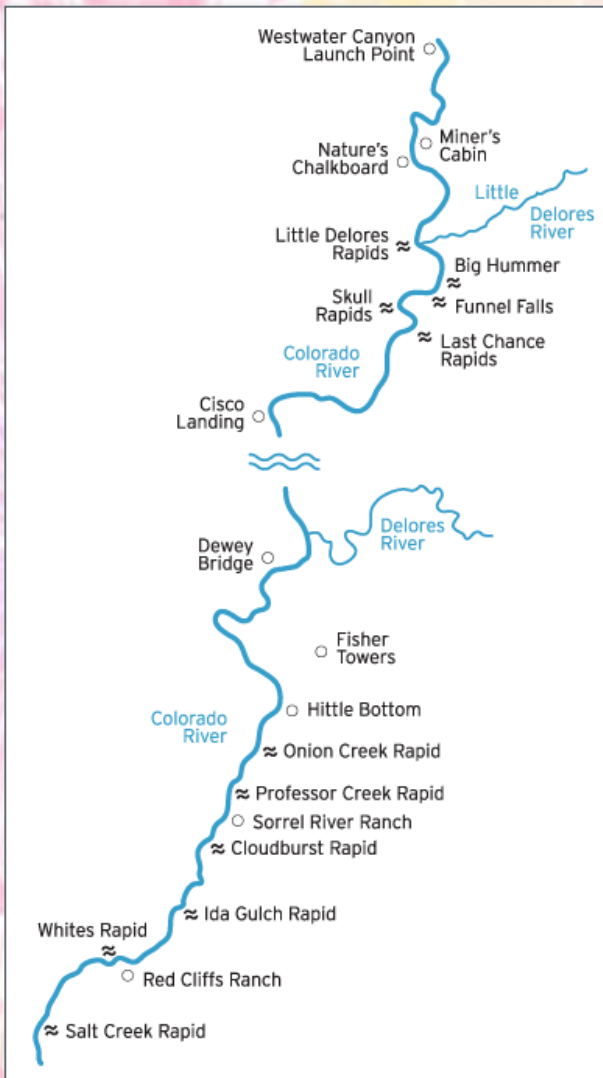 Westwater Canyon
Launch Point
Miner's
Cabin
Nature's
Chalkboard
Little
Delores
River
Little Delores
Rapids
Big Hummer
Skull
Rapids
Funnel Falls
Last Chance
Rapids
Colorado
River
Cisco
Landing
Delores
River
Dewey
Bridge
Fisher
Towers
Hittle Bottom
Colorado
River
Onion Creek Rapid
Professor Creek Rapid
Sorrel River Ranch
Cloudburst Rapid
Ida Gulch Rapid
Whites Rapid
Red Cliffs Ranch
Salt Creek Rapid